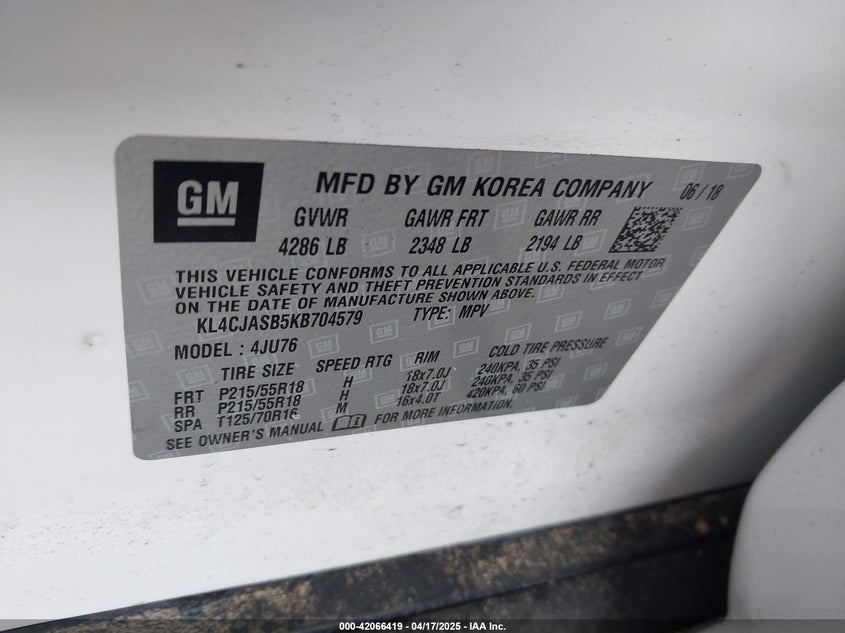 GM
MFD BY GM KOREA COMPANY 06/18
GVWR GAWR FRT GAWR RR
4286 LB 2348 LB 2194 LB
THIS VEHICLE CONFORMS TO ALL APPLICABLE U.S. FEDERAL MOTOR
VEHICLE SAFETY AND THEFT PREVENTION STANDARDS IN EFFECT
ON THE DATE OF MANUFACTURE SHOWN ABOVE.
KL4CJASB5KB704579 TYPE: MPV
MODEL : 4JU76
TIRE SIZE SPEED RTG RIM COLD TIRE PRESSURE
FRT P215/55R18 H 18x7.0J 240KPA, 35 PSI
RR P215/55R18 H 18x7.0J 240KPA, 35 PSI
SPA T125/70R16 M 16x4.0T 420KPA, 60 PSI
SEE OWNER'S MANUAL FOR MORE INFORMATION.
000-42066419 - 04/17/2025 - IAA Inc.